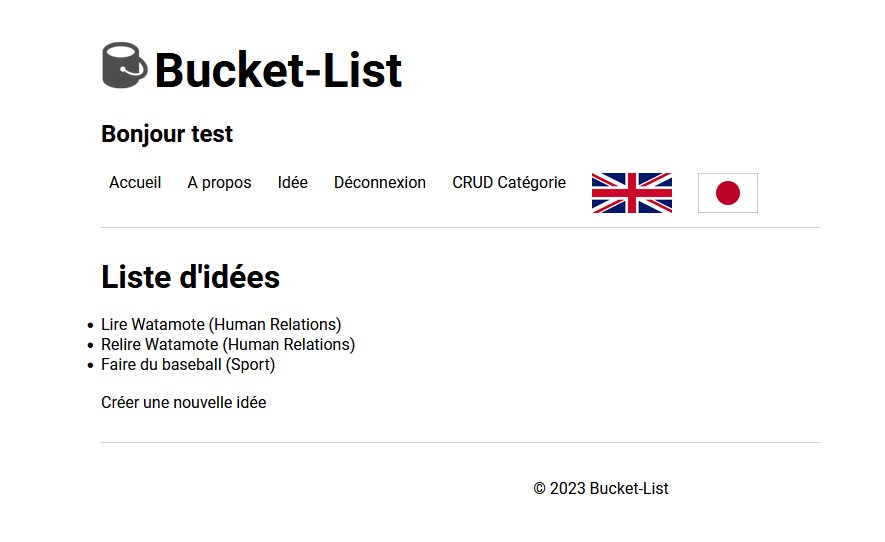 Bucket-List
Bonjour test
Accueil A propos Idée Déconnexion CRUD Catégorie
Liste d'idées
Lire Watamote (Human Relations)
Relire Watamote (Human Relations)
Faire du baseball (Sport)
Créer une nouvelle idée
© 2023 Bucket-List